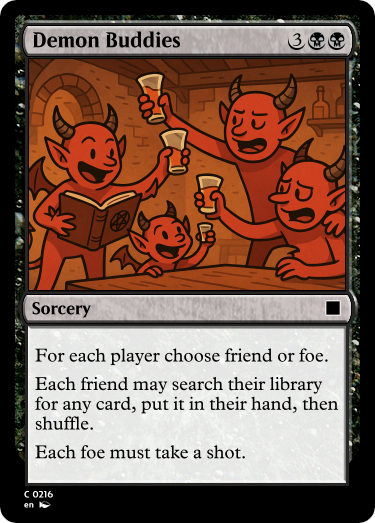 Demon Buddies 3
Sorcery
For each player choose friend or foe.
Each friend may search their library
for any card, put it in their hand, then
shuffle.
Each foe must take a shot.
C 0216
en